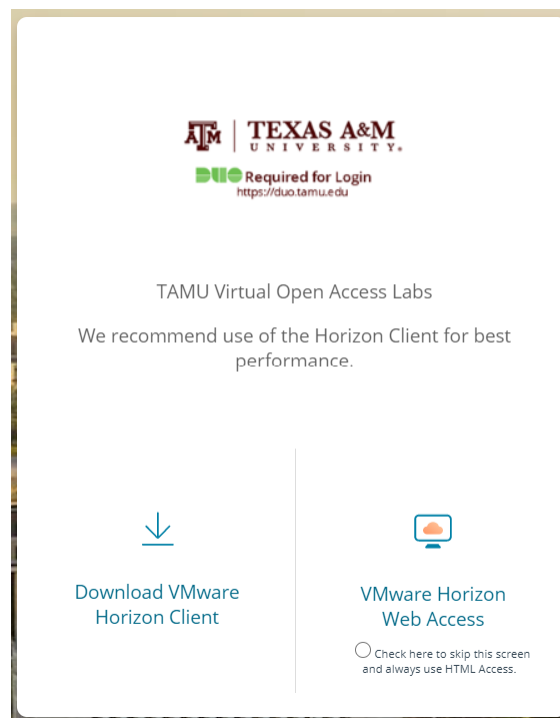 ATM | TEXAS A&M
UNIVERSITY.
DUO Required for Login
https://duo.tamu.edu
TAMU Virtual Open Access Labs
We recommend use of the Horizon Client for best
performance.
Download VMware
Horizon Client
VMware Horizon
Web Access
Check here to skip this screen
and always use HTML Access.